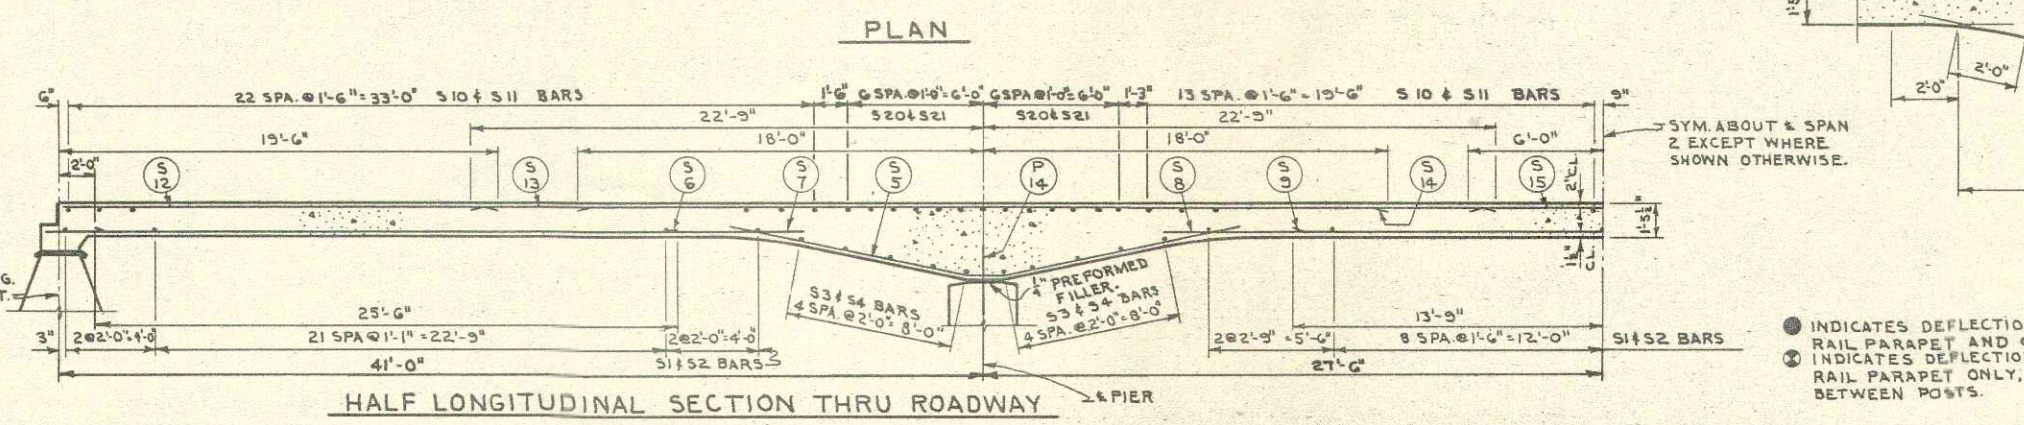 PLAN
1'-5
2'-0"
2'-0"
6"
22 SPA. @ 1'-6" = 33'-0" S10 & S11 BARS
1'-6"
6 SPA. @ 1'-0" = 6'-0"
6 SPA @ 1'-0" = 6'-0"
1'-3"
13 SPA. @ 1'-6" = 19'-6" S10 & S11 BARS
9"
22'-9"
S20 & S21
S20 & S21
22'-9"
19'-6"
18'-0"
18'-0"
6'-0"
SYM. ABOUT ℄ SPAN
2 EXCEPT WHERE
SHOWN OTHERWISE.
2'-0"
S
12
S
13
S
6
S
7
S
5
P
14
S
8
S
9
S
14
S
15
2" CL.
1'-5½"
1½"
CL.
G.
T.
S3 & S4 BARS
4 SPA. @ 2'-0" = 8'-0"
¼" PREFORMED
FILLER.
S3 & S4 BARS
4 SPA. @ 2'-0" = 8'-0"
25'-6"
13'-9"
3"
2@2'-0"=4'-0"
21 SPA @ 1'-1" = 22'-9"
2@2'-0"=4'-0"
2@2'-9"=5'-6"
8 SPA. @ 1'-6" = 12'-0"
S1 & S2 BARS
S1 & S2 BARS
41'-0"
27'-6"
HALF LONGITUDINAL SECTION THRU ROADWAY
℄ PIER
INDICATES DEFLECTIO
RAIL PARAPET AND
INDICATES DEFLECTIO
RAIL PARAPET ONLY,
BETWEEN POSTS.